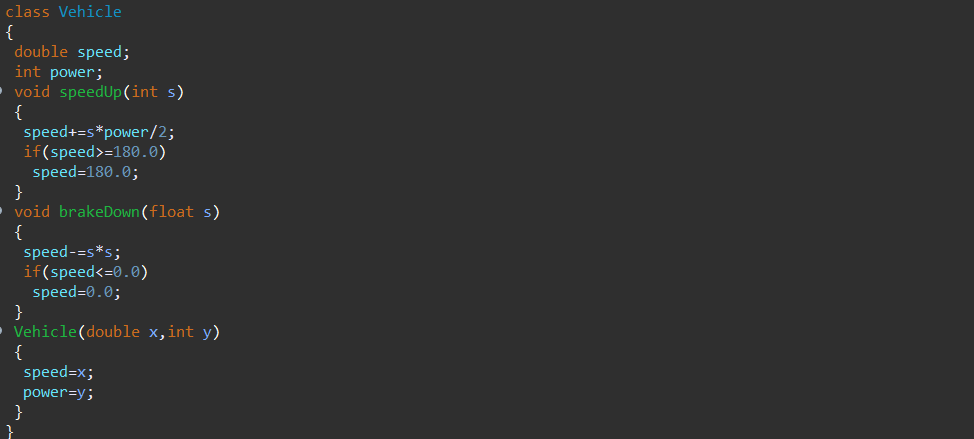 class Vehicle
{
 double speed;
 int power;
 void speedUp(int s)
 {
  speed+=s*power/2;
  if(speed>=180.0)
   speed=180.0;
 }
 void brakeDown(float s)
 {
  speed-=s*s;
  if(speed<=0.0)
   speed=0.0;
 }
 Vehicle(double x,int y)
 {
  speed=x;
  power=y;
 }
}